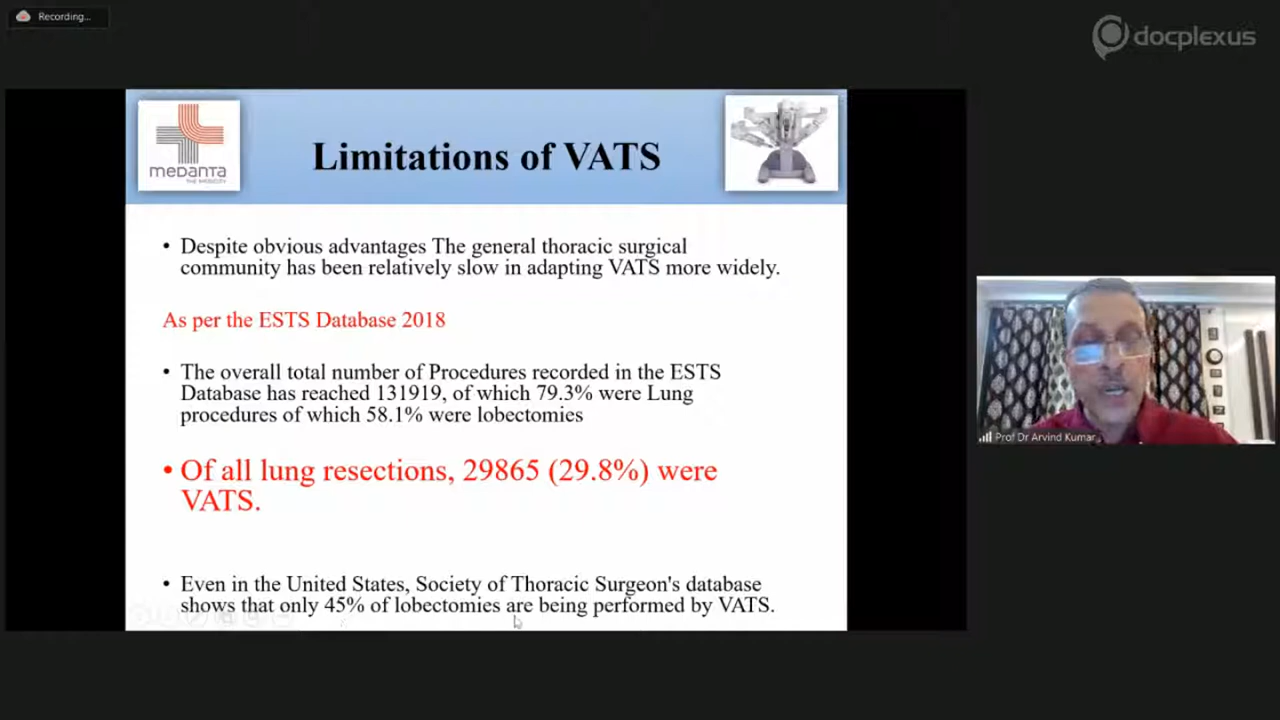 Recording...
docplexus
medanta
THE MEDICITY
Limitations of VATS
• Despite obvious advantages The general thoracic surgical
community has been relatively slow in adapting VATS more widely.
As per the ESTS Database 2018
• The overall total number of Procedures recorded in the ESTS
Database has reached 131919, of which 79.3% were Lung
procedures of which 58.1% were lobectomies
• Of all lung resections, 29865 (29.8%) were
VATS.
• Even in the United States, Society of Thoracic Surgeon's database
shows that only 45% of lobectomies are being performed by VATS.
Prof Dr Arvind Kumar